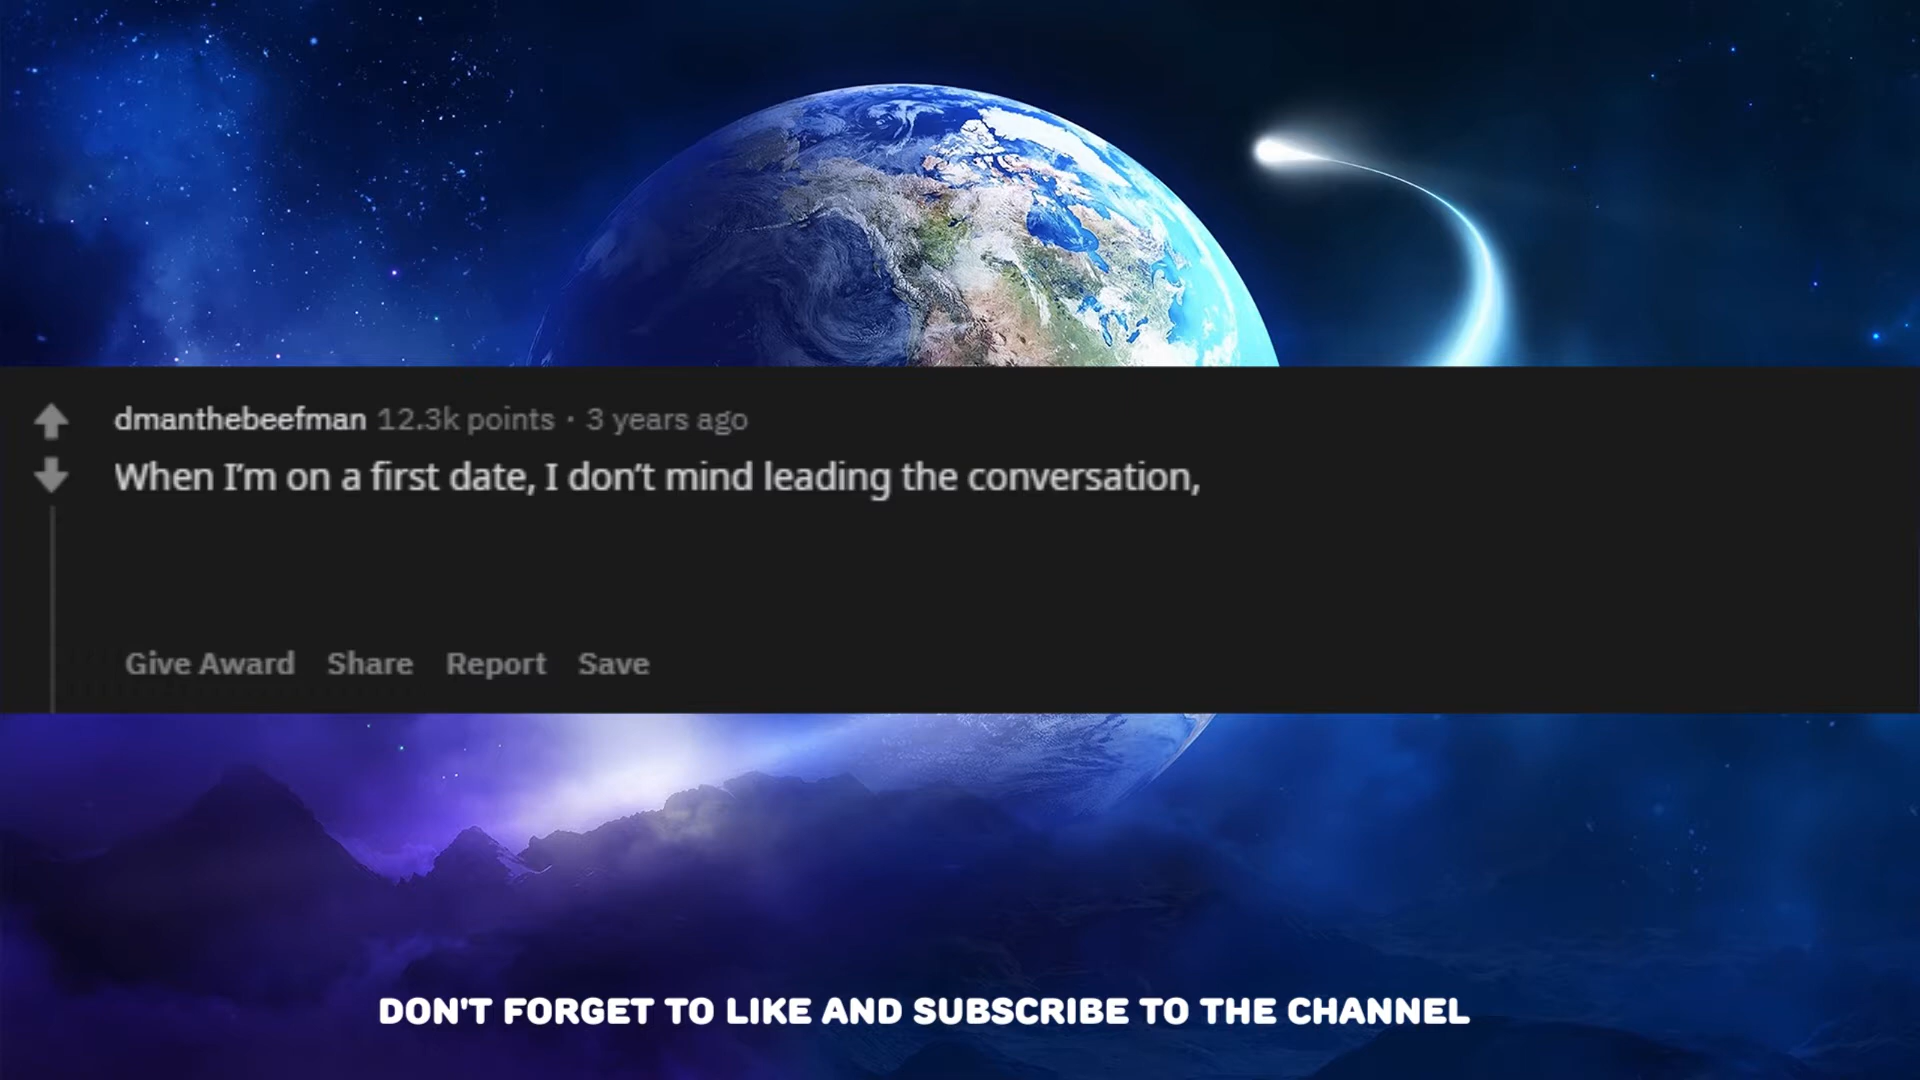 dmanthebeefman 12.3k points · 3 years ago
When I’m on a first date, I don’t mind leading the conversation,
Give Award Share Report Save
DON'T FORGET TO LIKE AND SUBSCRIBE TO THE CHANNEL